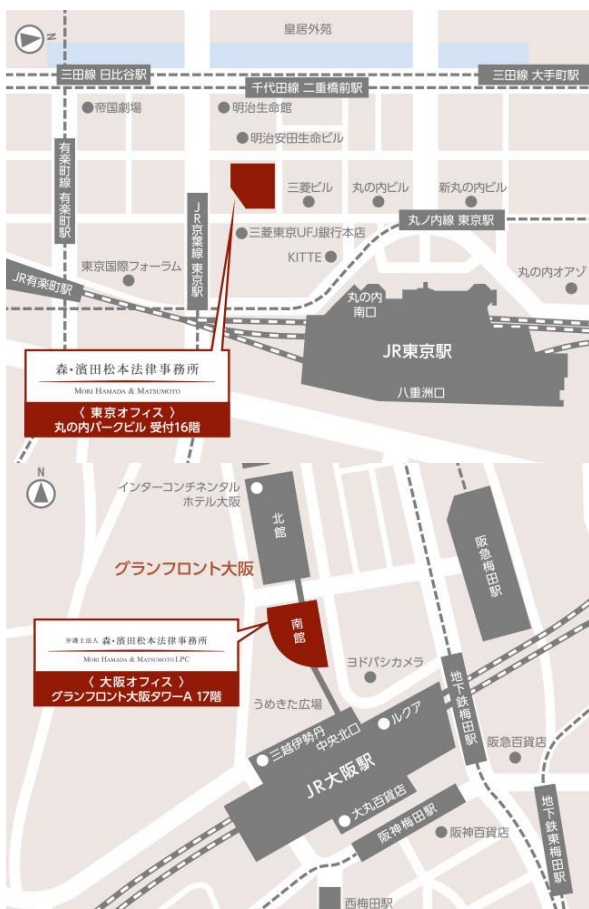 皇居外苑
N
三田線 日比谷駅
三田線 大手町駅
千代田線 二重橋前駅
帝国劇場
明治生命館
明治安田生命ビル
有楽町線 有楽町駅
三菱ビル
丸の内ビル
新丸の内ビル
JR京葉線 東京駅
丸ノ内線 東京駅
三菱東京UFJ銀行本店
KITTE
東京国際フォーラム
丸の内オアゾ
JR有楽町駅
丸の内
南口
JR東京駅
八重洲口
森・濱田松本法律事務所
MORI HAMADA & MATSUMOTO
〈 東京オフィス 〉
丸の内パークビル 受付16階
N
インターコンチネンタル
ホテル大阪
北館
阪急梅田駅
グランフロント大阪
南館
弁護士法人 森・濱田松本法律事務所
MORI HAMADA & MATSUMOTO LPC
〈 大阪オフィス 〉
グランフロント大阪タワーA 17階
ヨドバシカメラ
うめきた広場
地下鉄梅田駅
三越伊勢丹
中央北口
ルクア
JR大阪駅
阪急百貨店
大丸百貨店
阪神梅田駅
阪神百貨店
地下鉄東梅田駅
西梅田駅